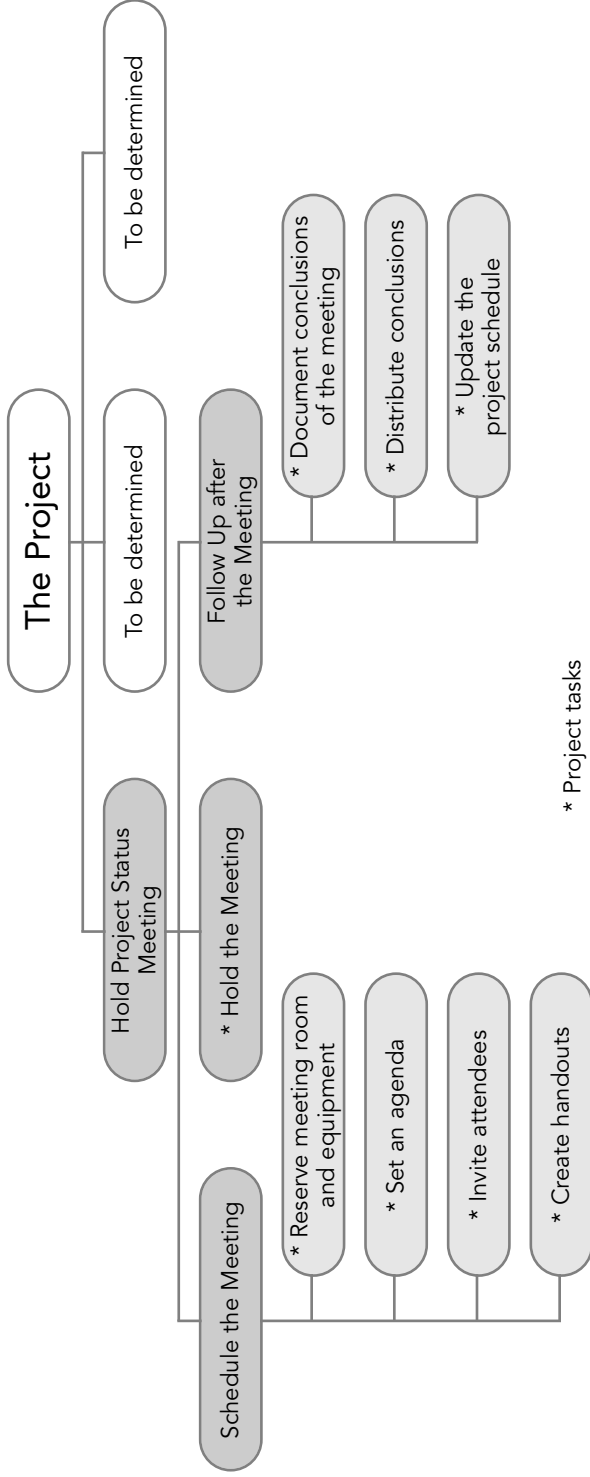 The Project
Hold Project Status
Meeting
To be determined
To be determined
Schedule the Meeting
* Hold the Meeting
Follow Up after
the Meeting
* Reserve meeting room
and equipment
* Set an agenda
* Invite attendees
* Create handouts
* Document conclusions
of the meeting
* Distribute conclusions
* Update the
project schedule
* Project tasks